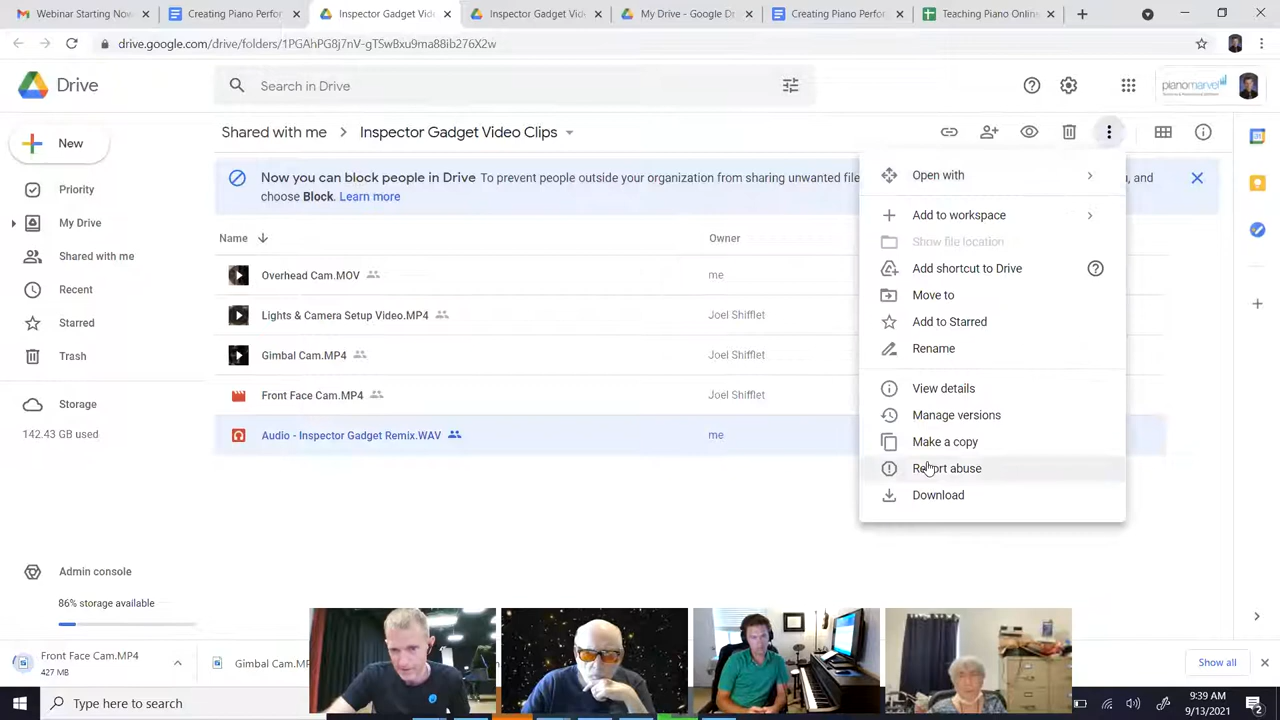 Webinar Starting Now:
Creating Piano Perfor
Inspector Gadget Vid
Inspector Gadget Vid
My Drive - Google Dr
Creating Piano Perfor
Teaching Piano Online
drive.google.com/drive/folders/1PGAhPG8j7nV-gTSwBxu9ma88ib276X2w
Drive
Search in Drive
pianomarvel
New
Shared with me > Inspector Gadget Video Clips
Now you can block people in Drive To prevent people outside your organization from sharing unwanted file
u, and
choose Block. Learn more
Priority
My Drive
Shared with me
Recent
Starred
Trash
Storage
142.43 GB used
Admin console
86% storage available
Name
Owner
Overhead Cam.MOV
me
Lights & Camera Setup Video.MP4
Joel Shifflet
Gimbal Cam.MP4
Joel Shifflet
Front Face Cam.MP4
Joel Shifflet
Audio - Inspector Gadget Remix.WAV
me
Open with
Add to workspace
Show file location
Add shortcut to Drive
Move to
Add to Starred
Rename
View details
Manage versions
Make a copy
Report abuse
Download
Front Face Cam.MP4
427 MB
Gimbal Cam.MP
Show all
Type here to search
9:39 AM
9/13/2021